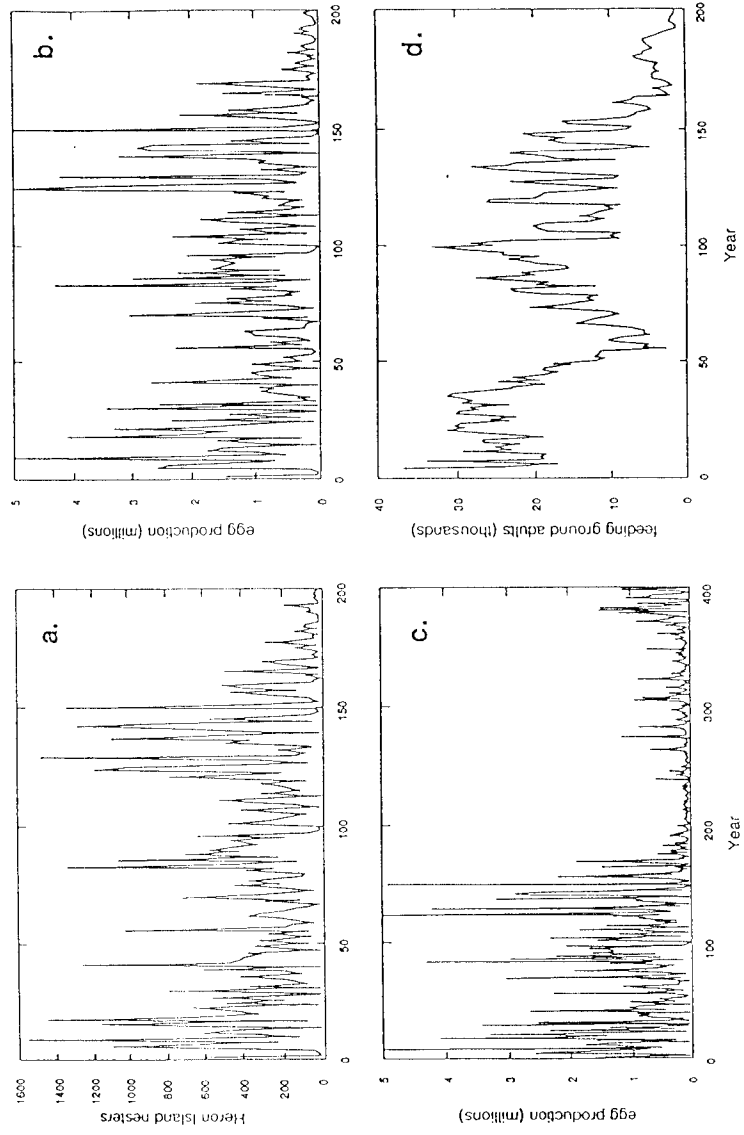 a.
Heron Island nesters
1600
1400
1200
1000
800
600
400
200
0
0 50 100 150 200
b.
egg production (millions)
5
4
3
2
1
0
0 50 100 150 200
c.
egg production (millions)
5
4
3
2
1
0
0 100 200 300 400
Year
d.
feeding ground adults (thousands)
40
30
20
10
0
0 50 100 150 200
Year